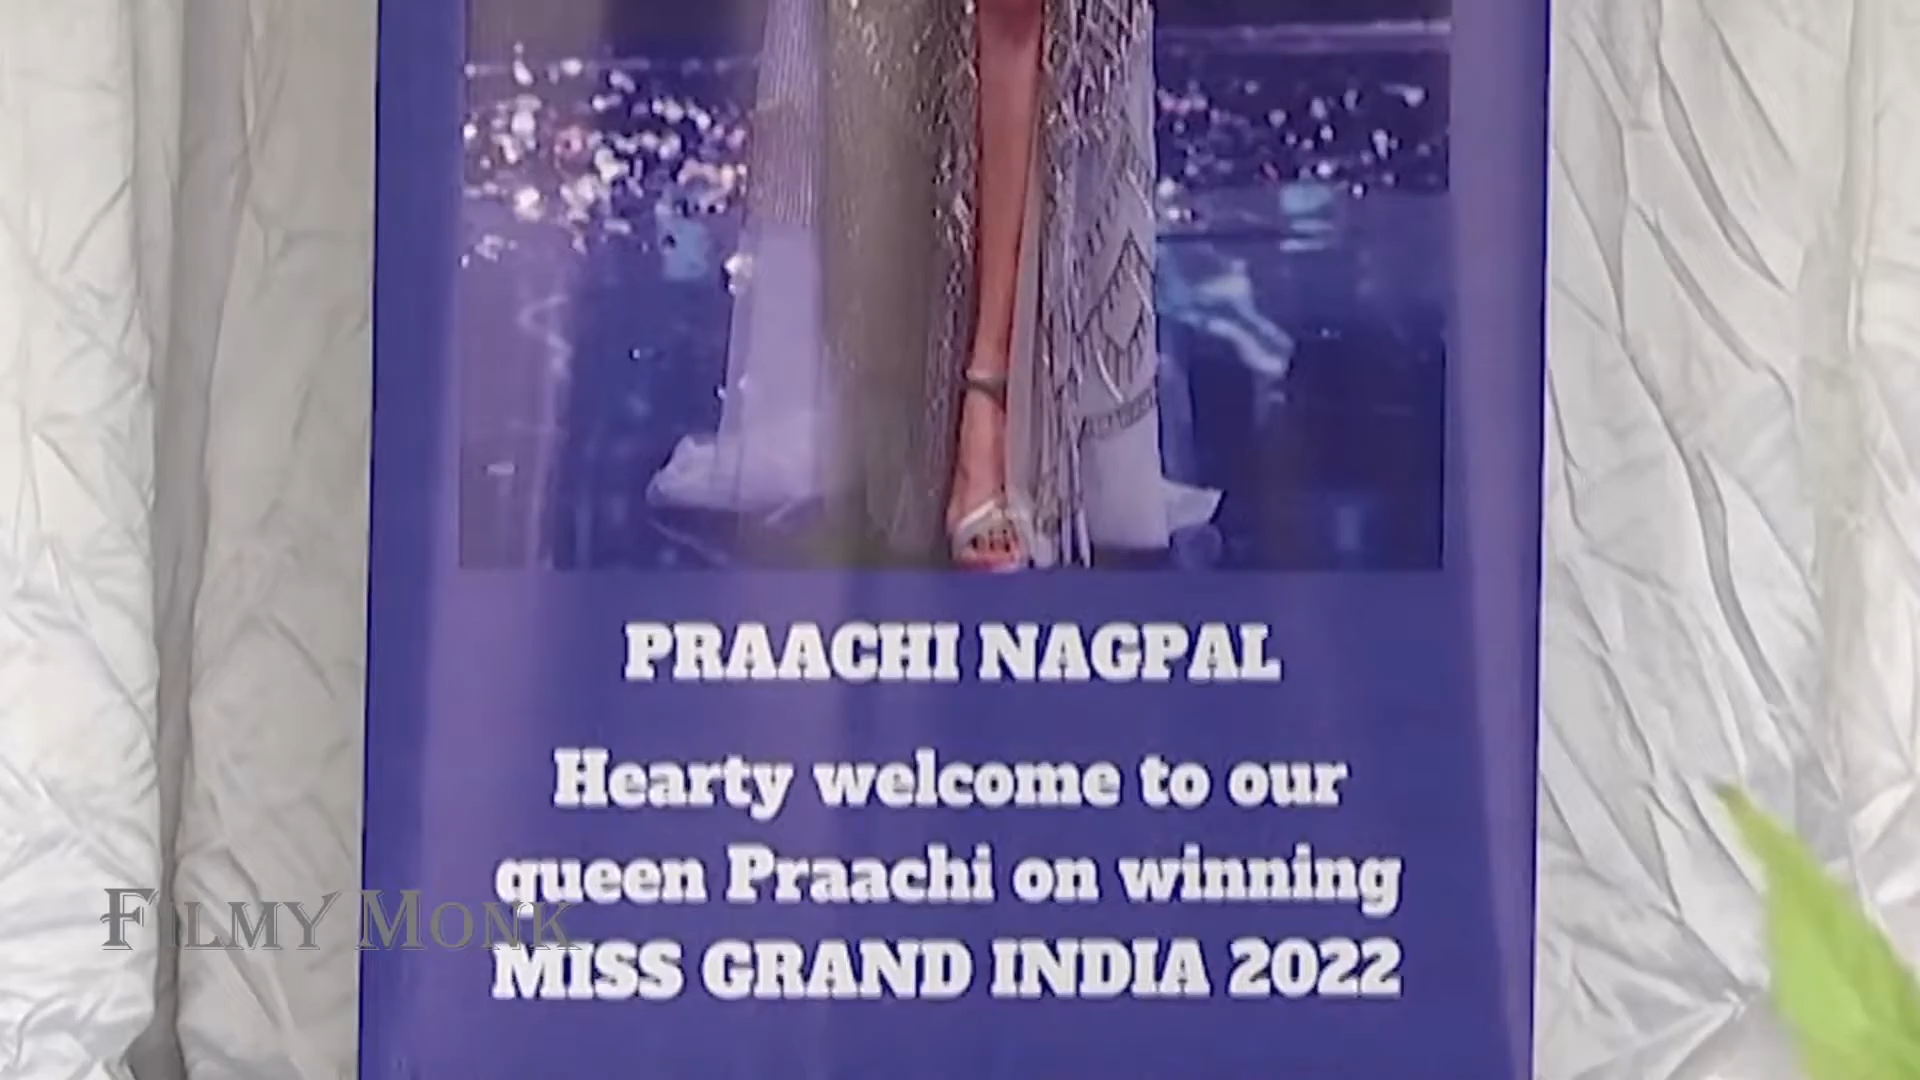 PRAACHI NAGPAL
Hearty welcome to our
queen Praachi on winning
MISS GRAND INDIA 2022
FILMY MONK